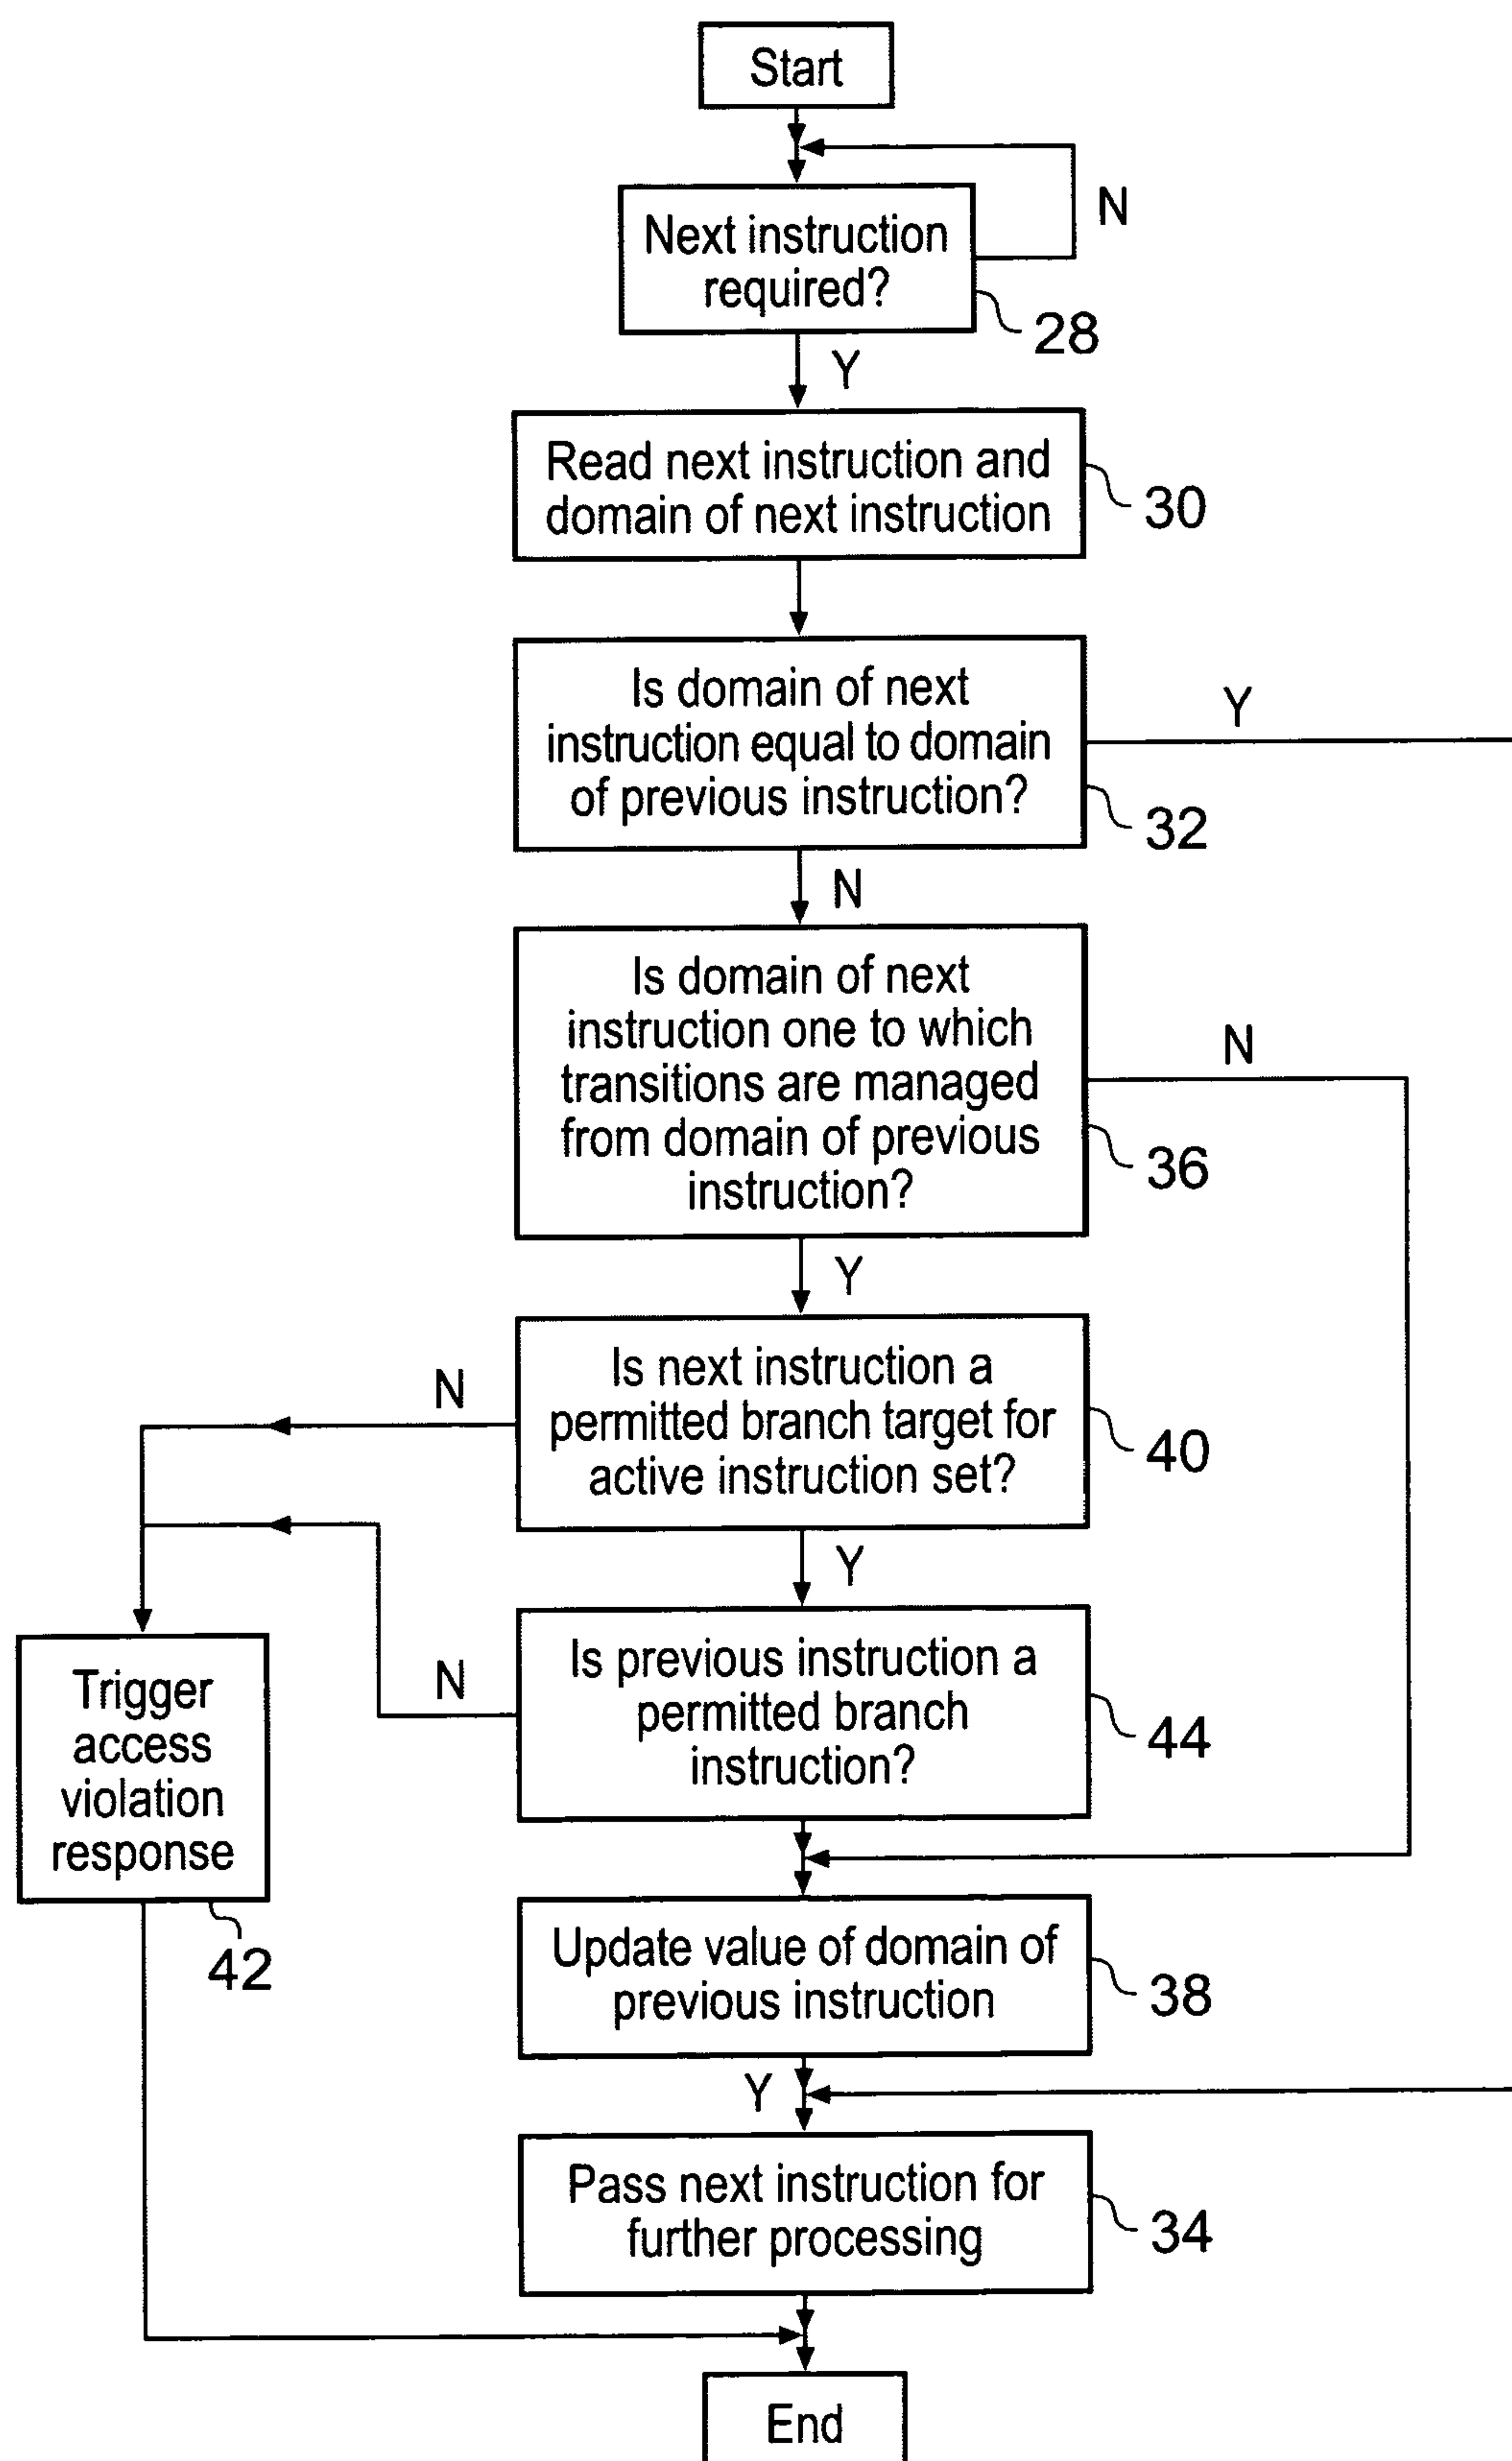 Start
N
Next instruction
required?
28
Y
Read next instruction and
domain of next instruction
30
Is domain of next
instruction equal to domain
of previous instruction?
Y
32
N
Is domain of next
instruction one to which
transitions are managed
from domain of previous
instruction?
N
36
Y
N
Is next instruction a
permitted branch target for
active instruction set?
40
Y
N
Is previous instruction a
permitted branch
instruction?
44
Trigger
access
violation
response
42
Update value of domain of
previous instruction
38
Y
Pass next instruction for
further processing
34
End